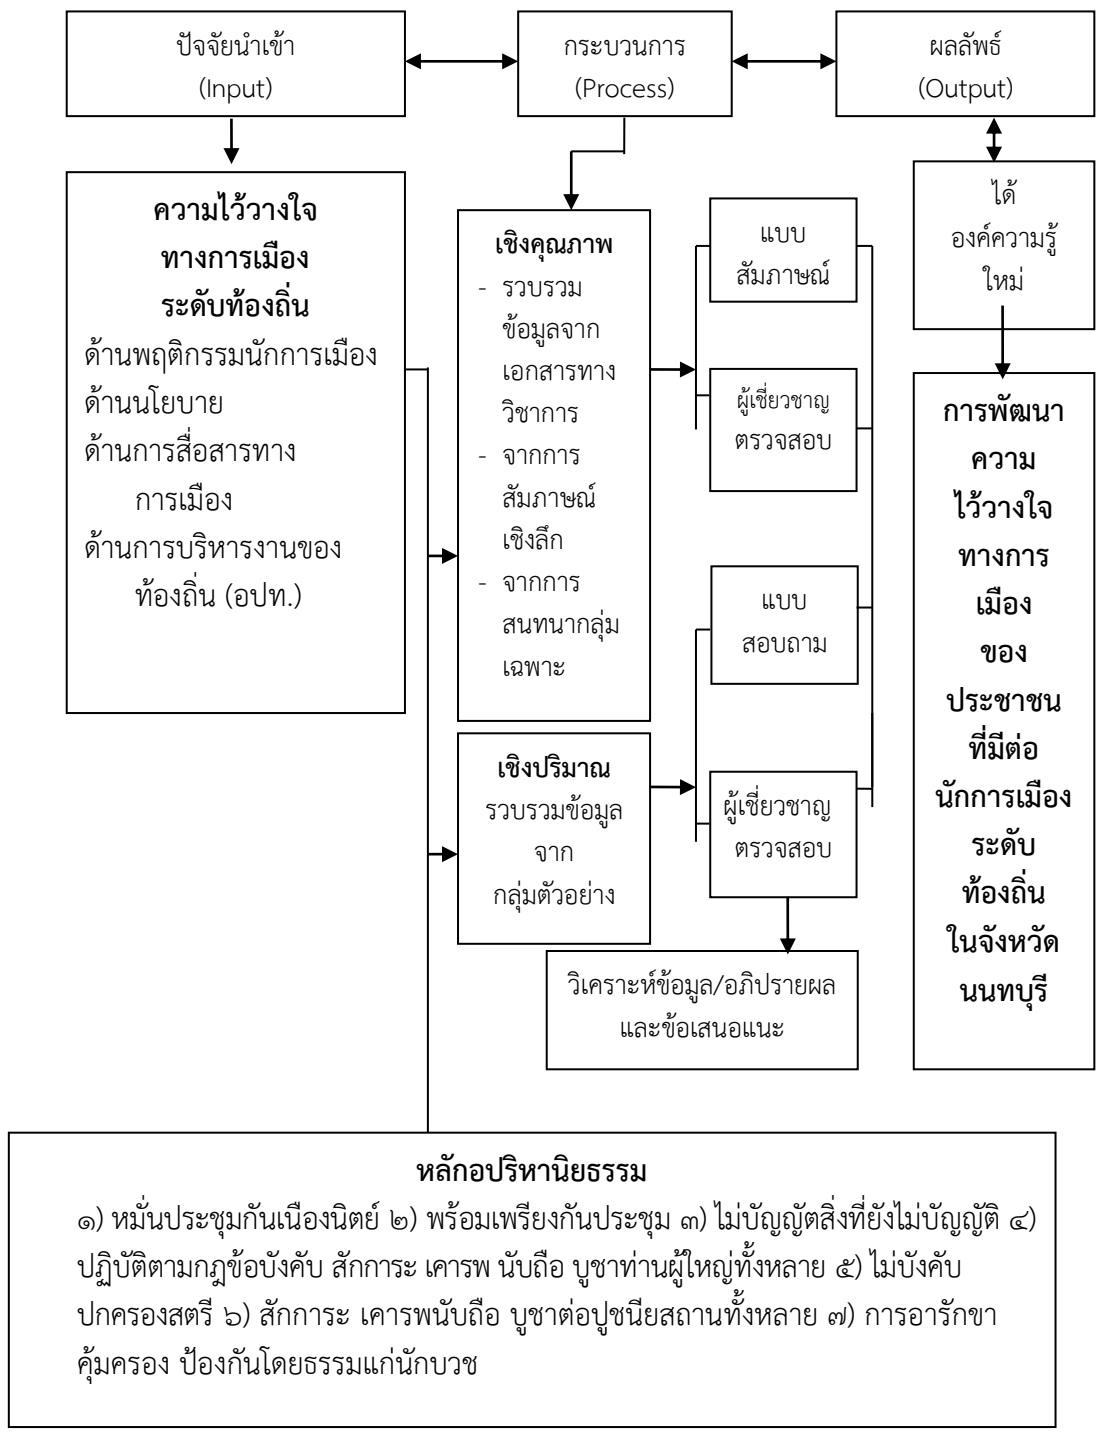 ปัจจัยนำเข้า
(Input)
กระบวนการ
(Process)
ผลลัพธ์
(Output)
ความไว้วางใจ
ทางการเมือง
ระดับท้องถิ่น
ด้านพฤติกรรมนักการเมือง
ด้านนโยบาย
ด้านการสื่อสารทาง
การเมือง
ด้านการบริหารงานของ
ท้องถิ่น (อปท.)
เชิงคุณภาพ
- รวบรวม
ข้อมูลจาก
เอกสารทาง
วิชาการ
- จากการ
สัมภาษณ์
เชิงลึก
- จากการ
สนทนากลุ่ม
เฉพาะ
เชิงปริมาณ
รวบรวมข้อมูล
จาก
กลุ่มตัวอย่าง
แบบ
สัมภาษณ์
ผู้เชี่ยวชาญ
ตรวจสอบ
แบบ
สอบถาม
ผู้เชี่ยวชาญ
ตรวจสอบ
วิเคราะห์ข้อมูล/อภิปรายผล
และข้อเสนอแนะ
ได้
องค์ความรู้
ใหม่
การพัฒนา
ความ
ไว้วางใจ
ทางการ
เมือง
ของ
ประชาชน
ที่มีต่อ
นักการเมือง
ระดับ
ท้องถิ่น
ในจังหวัด
นนทบุรี
หลักอปริหานิยธรรม
๑) หมั่นประชุมกันเนืองนิตย์ ๒) พร้อมเพรียงกันประชุม ๓) ไม่บัญญัตสิ่งที่ยังไม่บัญญัติ ๔)
ปฏิบัติตามกฎข้อบังคับ สักการะ เคารพ นับถือ บูชาท่านผู้ใหญ่ทั้งหลาย ๕) ไม่บังคับ
ปกครองสตรี ๖) สักการะ เคารพนับถือ บูชาต่อปูชนียสถานทั้งหลาย ๗) การอารักขา
คุ้มครอง ป้องกันโดยธรรมแก่นักบวช